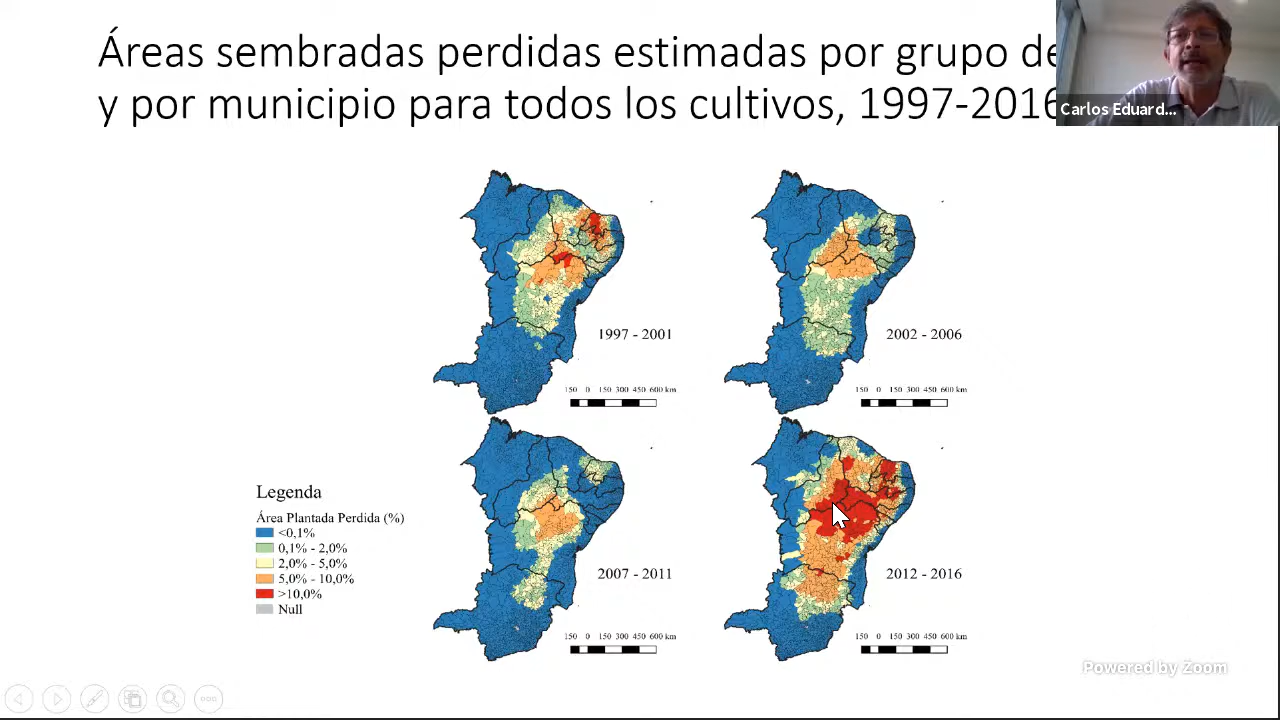 Áreas sembradas perdidas estimadas por grupo de
y por municipio para todos los cultivos, 1997-2016
Carlos Eduard...
1997 - 2001
150 0 150 300 450 600 km
2002 - 2006
150 0 150 300 450 600 km
Legenda
Área Plantada Perdida (%)
<0,1%
0,1% - 2,0%
2,0% - 5,0%
5,0% - 10,0%
>10,0%
Null
2007 - 2011
150 0 150 300 450 600 km
2012 - 2016
150 0 150 300 450 600 km
Powered by Zoom